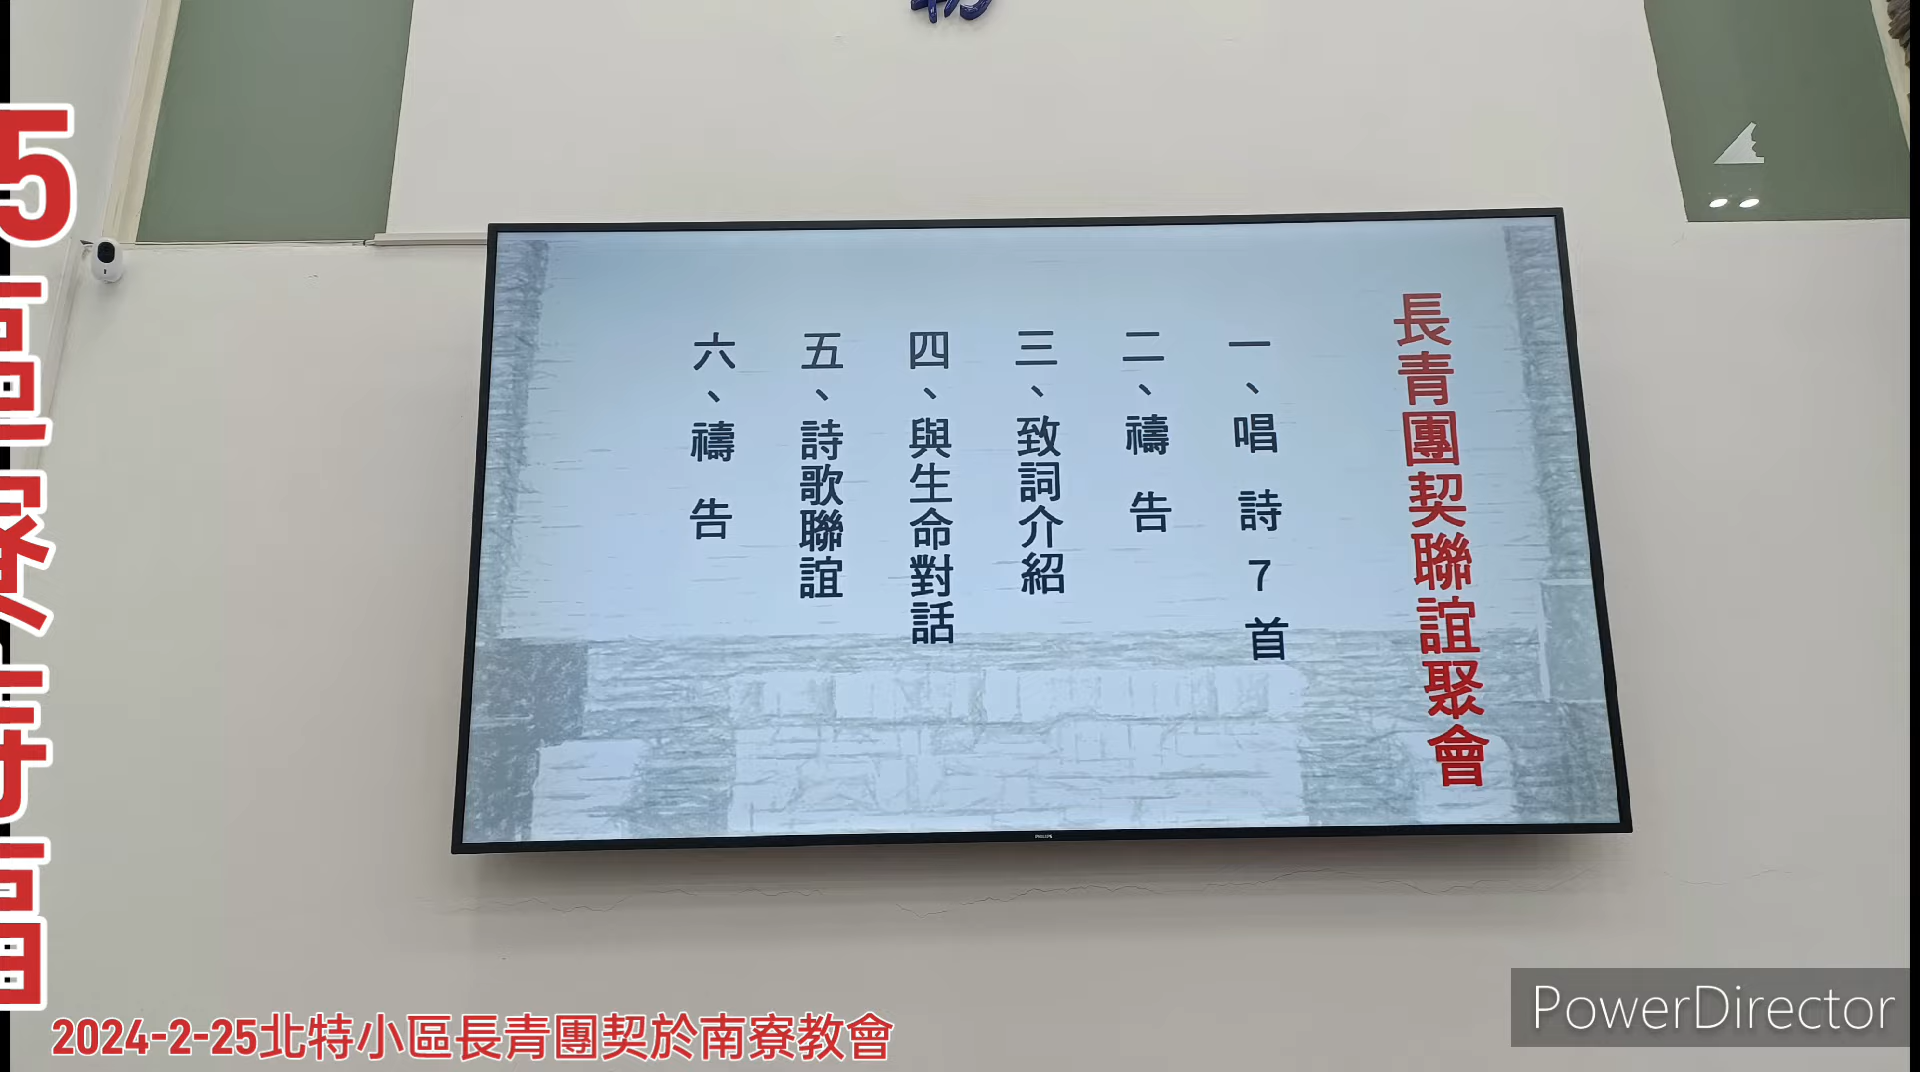 長青團契聯誼聚會
一、唱 詩 7 首
二、禱 告
三、致詞介紹
四、與生命對話
五、詩歌聯誼
六、禱 告
PHILIPS
5
2024-2-25北特小區長青團契於南寮教會
PowerDirector